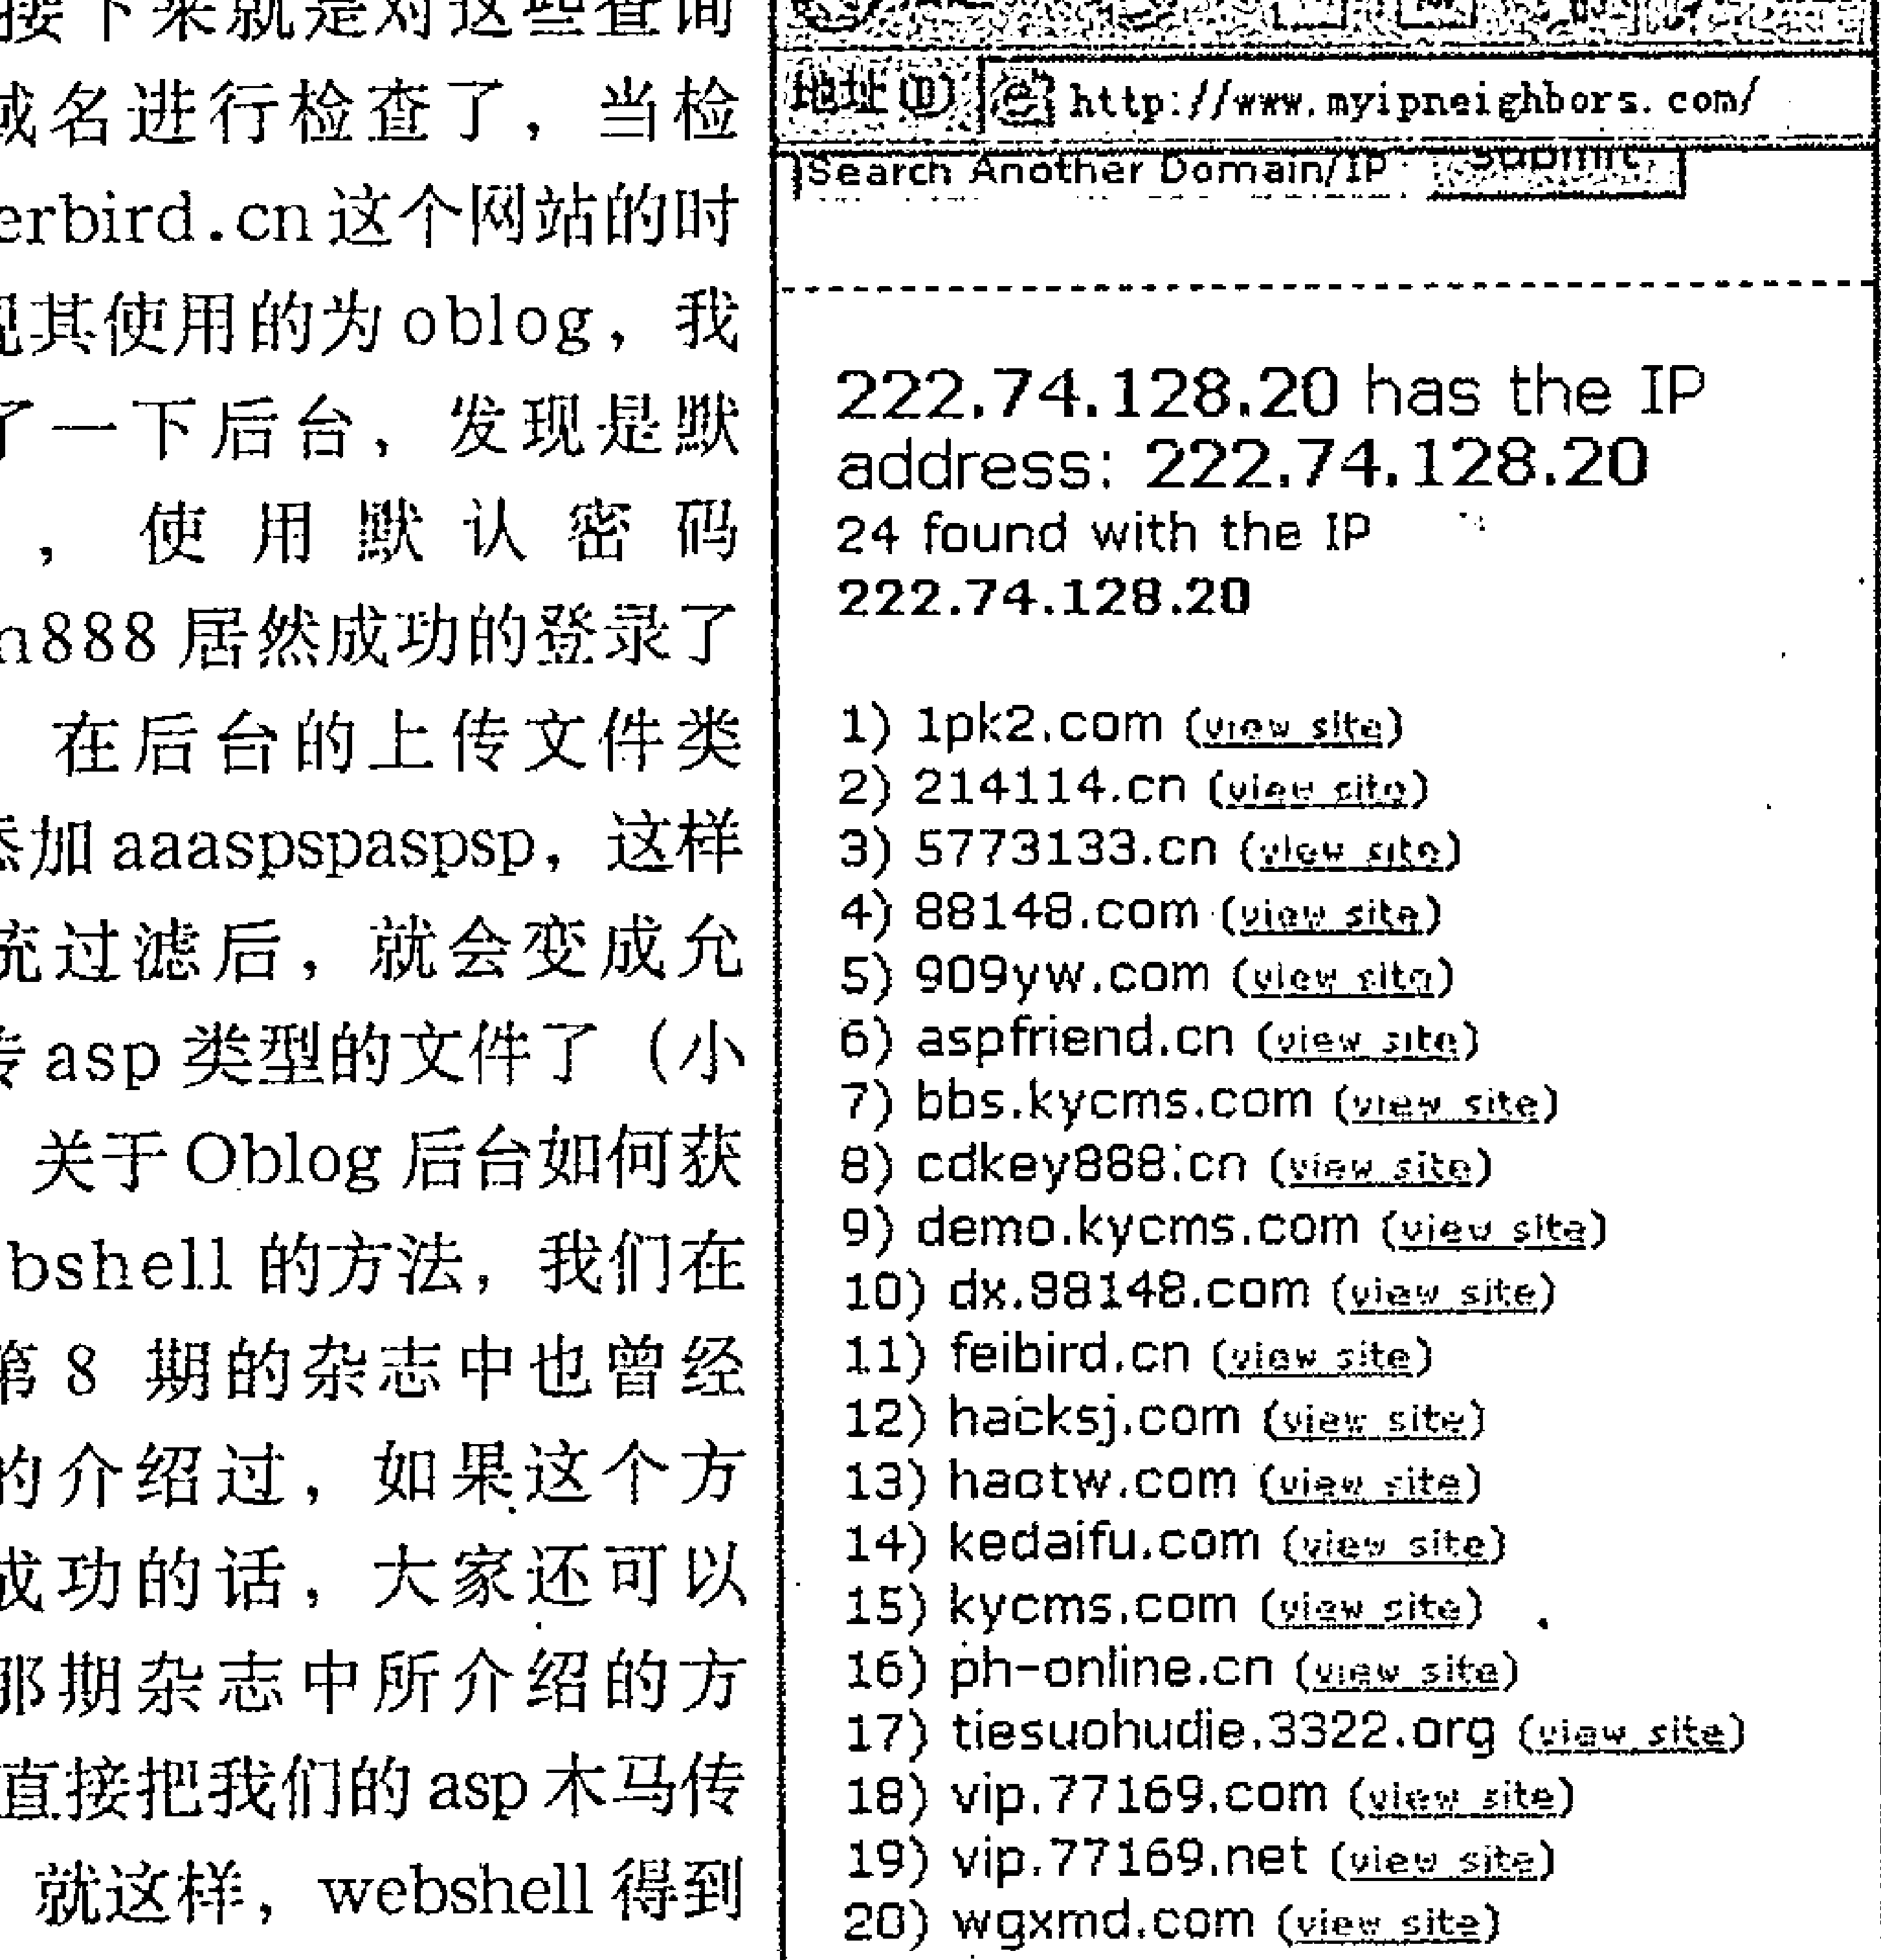 接下来就是对这些查询
域名进行检查了，当检
erbird.cn这个网站的时
现其使用的为oblog，我
了一下后台，发现是默
，使用默认密码
n888居然成功的登录了
在后台的上传文件类
添加aaaspspaspsp，这样
统过滤后，就会变成允
传asp类型的文件了（小
关于Oblog后台如何获
bshell的方法，我们在
第8 期的杂志中也曾经
的介绍过，如果这个方
成功的话，大家还可以
那期杂志中所介绍的方
直接把我们的asp木马传
就这样，webshell得到
地址(D) http://www.myipneighbors.com/
Search Another Domain/IP Submit
222.74.128.20 has the IP
address: 222.74.128.20
24 found with the IP
222.74.128.20
1) 1pk2.com (view site)
2) 214114.cn (view site)
3) 5773133.cn (view site)
4) 88148.com (view site)
5) 909yw.com (view site)
6) aspfriend.cn (view site)
7) bbs.kycms.com (view site)
8) cdkey888.cn (view site)
9) demo.kycms.com (view site)
10) dx.88148.com (view site)
11) feibird.cn (view site)
12) hacksj.com (view site)
13) haotw.com (view site)
14) kedaifu.com (view site)
15) kycms.com (view site)
16) ph-online.cn (view site)
17) tiesuohudie.3322.org (view site)
18) vip.77169.com (view site)
19) vip.77169.net (view site)
20) wgxmd.com (view site)